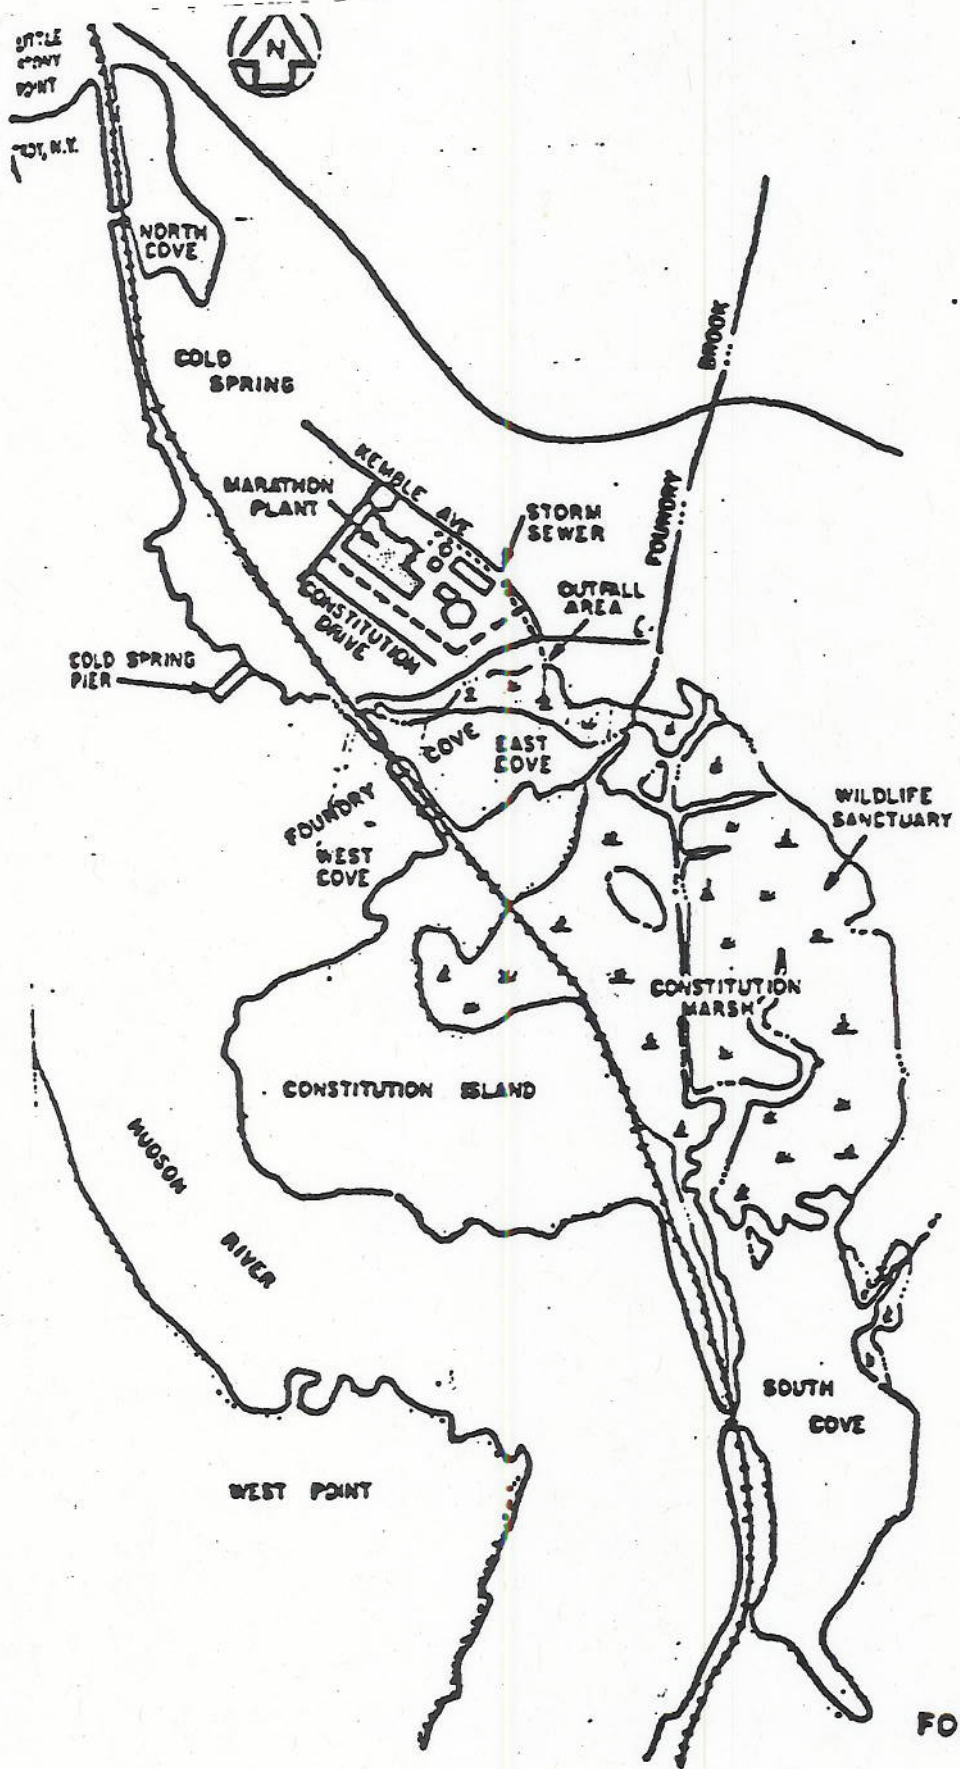 N
POINT
N.Y.
NORTH
COVE
COLD
SPRING
BROOK
KEMBLE AVE
MARATHON
PLANT
STORM
SEWER
FOUNDRY
OUTFALL
AREA
CONSTITUTION
DRIVE
COLD SPRING
PIER
FOUNDRY COVE
EAST
COVE
WEST
COVE
WILDLIFE
SANCTUARY
CONSTITUTION
MARSH
CONSTITUTION ISLAND
HUDSON
RIVER
SOUTH
COVE
WEST POINT
FO